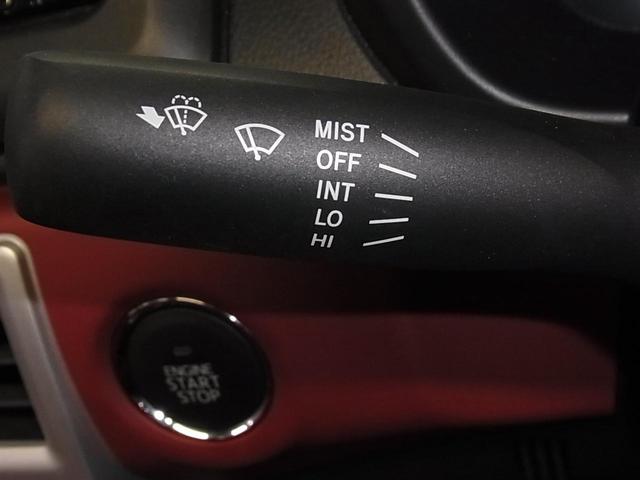 MIST
OFF
INT
LO
HI
ENGINE
START
STOP